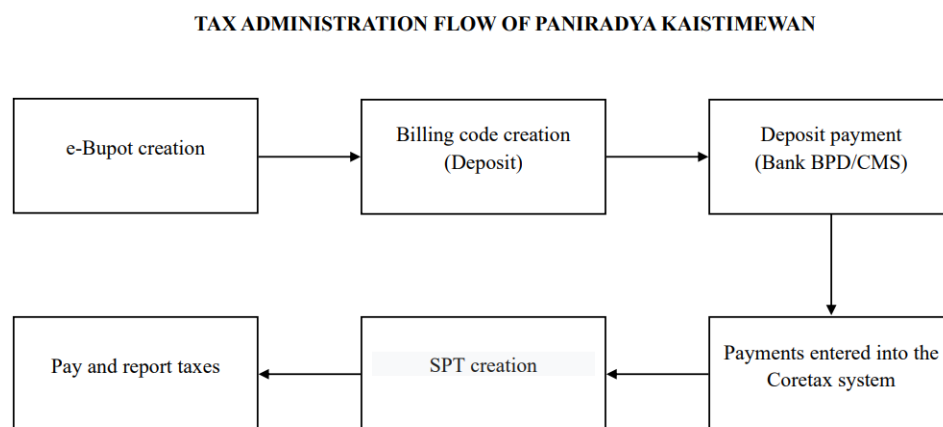 TAX ADMINISTRATION FLOW OF PANIRADYA KAISTIMEWAN
e-Bupot creation
Billing code creation
(Deposit)
Deposit payment
(Bank BPD/CMS)
Payments entered into the
Coretax system
SPT creation
Pay and report taxes